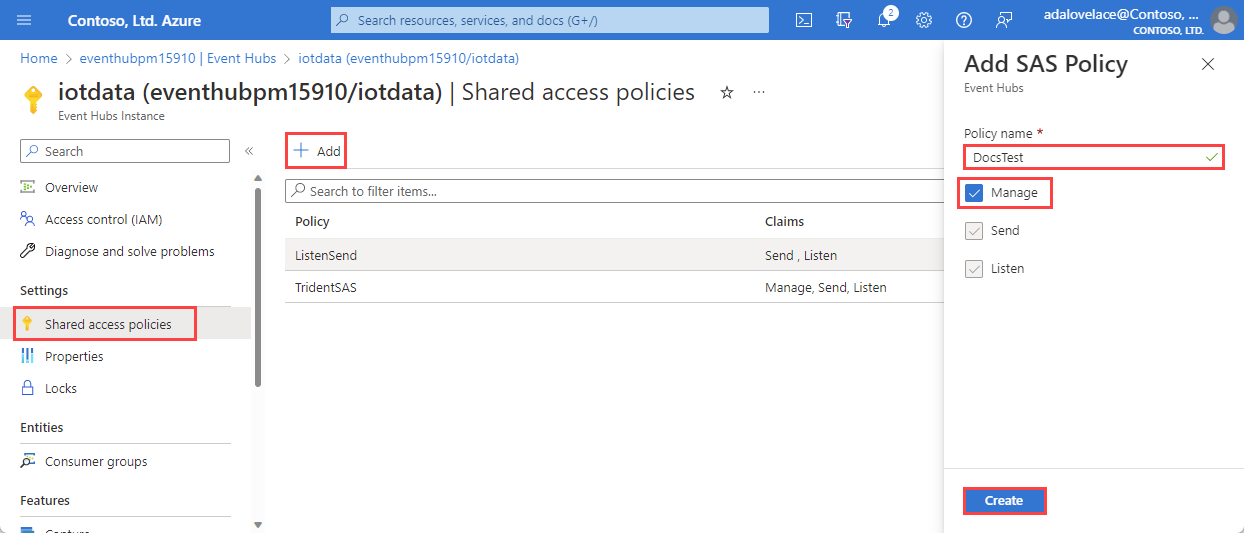 Contoso, Ltd. Azure
Search resources, services, and docs (G+/)
2
adalovelace@Contoso, ...
CONTOSO, LTD.
Home > eventhubpm15910 | Event Hubs > iotdata (eventhubpm15910/iotdata)
iotdata (eventhubpm15910/iotdata) | Shared access policies
Event Hubs Instance
Search
Overview
Access control (IAM)
Diagnose and solve problems
Settings
Shared access policies
Properties
Locks
Entities
Consumer groups
Features
Capture
Add
Search to filter items...
Policy Claims
ListenSend Send , Listen
TridentSAS Manage, Send, Listen
Add SAS Policy
Event Hubs
Policy name *
DocsTest
Manage
Send
Listen
Create